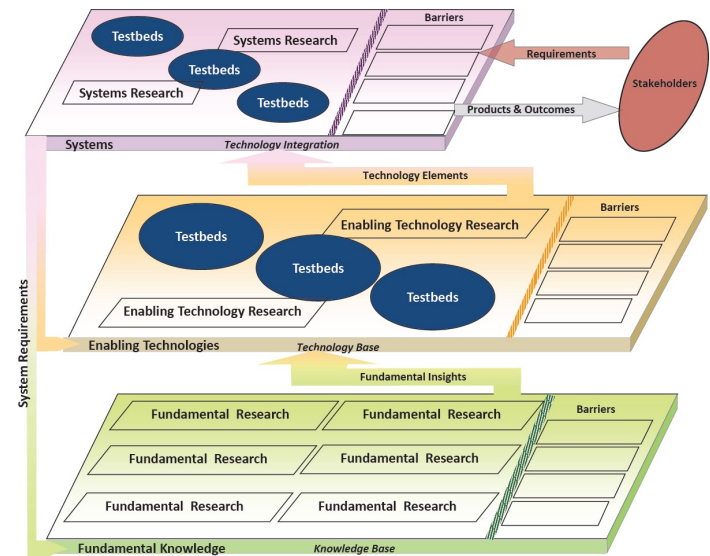 Barriers
Testbeds
Systems Research
Requirements
Testbeds
Stakeholders
Systems Research
Testbeds
Products & Outcomes
Systems
Technology Integration
Technology Elements
Barriers
Enabling Technology Research
Testbeds
Testbeds
Testbeds
Enabling Technology Research
System Requirements
Enabling Technologies
Technology Base
Fundamental Insights
Barriers
Fundamental Research
Fundamental Research
Fundamental Research
Fundamental Research
Fundamental Research
Fundamental Research
Fundamental Knowledge
Knowledge Base